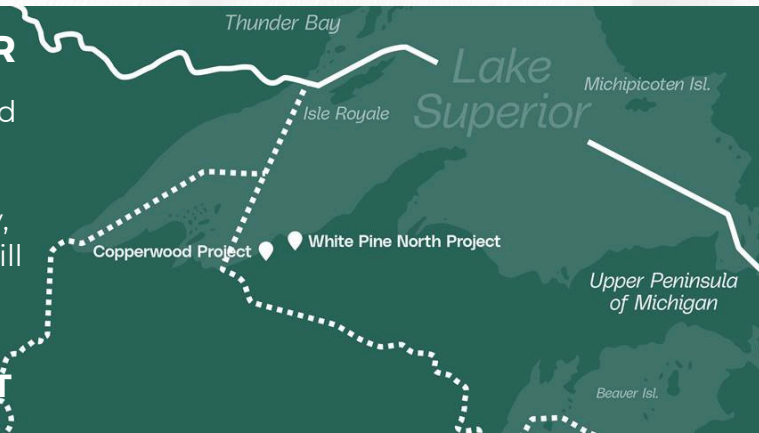 Thunder Bay
R
Lake
Superior
Michipicoten Isl.
d
Isle Royale
y,
ill
Copperwood Project
White Pine North Project
Upper Peninsula
of Michigan
T
Beaver Isl.